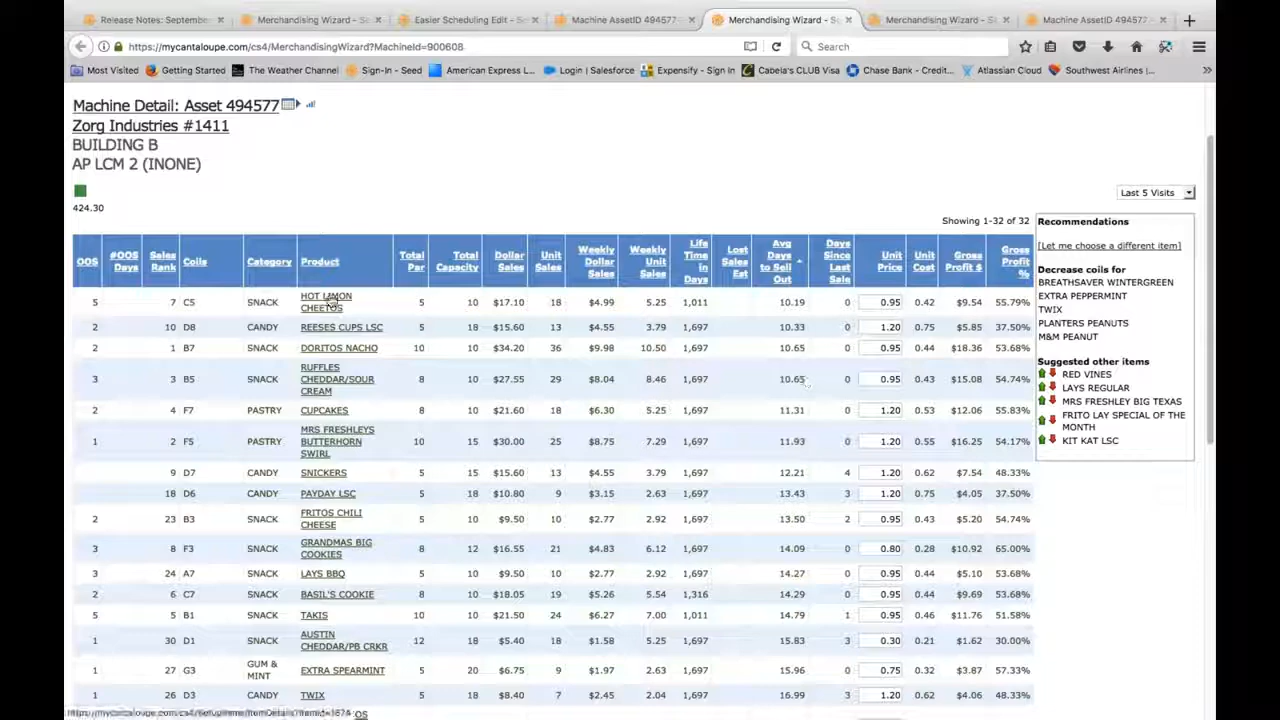 Release Notes: Septembe
Merchandising Wizard - S
Easier Scheduling Edit - Se
Machine AssetID 494577
Merchandising Wizard - S
Merchandising Wizard - S
Machine AssetID 494577
https://mycantaloupe.com/cs4/MerchandisingWizard?MachineId=900608
Search
Most Visited Getting Started The Weather Channel Sign-In - Seed American Express L... Login | Salesforce Expensify - Sign In Cabela's CLUB Visa Chase Bank - Credit... Atlassian Cloud Southwest Airlines |...
Machine Detail: Asset 494577
Zorg Industries #1411
BUILDING B
AP LCM 2 (INONE)
424.30
Last 5 Visits
Showing 1-32 of 32
OOS #OOS Days Sales Rank Coils Category Product Total Par Total Capacity Dollar Sales Unit Sales Weekly Dollar Sales Weekly Unit Sales Life Time in Days Lost Sales Est Avg Days to Sell Out Days Since Last Sale Unit Price Unit Cost Gross Profit $ Gross Profit %
5 7 C5 SNACK HOT LIMON CHEETOS 5 10 $17.10 18 $4.99 5.25 1,011 10.19 0 0.95 0.42 $9.54 55.79%
2 10 D8 CANDY REESES CUPS LSC 5 18 $15.60 13 $4.55 3.79 1,697 10.33 0 1.20 0.75 $5.85 37.50%
2 1 B7 SNACK DORITOS NACHO 10 10 $34.20 36 $9.98 10.50 1,697 10.65 0 0.95 0.44 $18.36 53.68%
3 3 B5 SNACK RUFFLES CHEDDAR/SOUR CREAM 8 10 $27.55 29 $8.04 8.46 1,697 10.65 0 0.95 0.43 $15.08 54.74%
2 4 F7 PASTRY CUPCAKES 8 10 $21.60 18 $6.30 5.25 1,697 11.31 0 1.20 0.53 $12.06 55.83%
1 2 F5 PASTRY MRS FRESHLEYS BUTTERHORN SWIRL 10 15 $30.00 25 $8.75 7.29 1,697 11.93 0 1.20 0.55 $16.25 54.17%
9 D7 CANDY SNICKERS 5 15 $15.60 13 $4.55 3.79 1,697 12.21 4 1.20 0.62 $7.54 48.33%
18 D6 CANDY PAYDAY LSC 5 18 $10.80 9 $3.15 2.63 1,697 13.43 3 1.20 0.75 $4.05 37.50%
2 23 B3 SNACK FRITOS CHILI CHEESE 5 10 $9.50 10 $2.77 2.92 1,697 13.50 2 0.95 0.43 $5.20 54.74%
3 8 F3 SNACK GRANDMAS BIG COOKIES 8 12 $16.55 21 $4.83 6.12 1,697 14.09 0 0.80 0.28 $10.92 65.00%
3 24 A7 SNACK LAYS BBQ 5 10 $9.50 10 $2.77 2.92 1,697 14.27 0 0.95 0.44 $5.10 53.68%
2 6 C7 SNACK BASIL'S COOKIE 5 10 $18.05 19 $5.26 5.54 1,316 14.29 0 0.95 0.44 $9.69 53.68%
5 5 B1 SNACK TAKIS 10 10 $21.50 24 $6.27 7.00 1,011 14.79 1 0.95 0.46 $11.76 51.58%
1 30 D1 SNACK AUSTIN CHEDDAR/PB CRKR 12 18 $5.40 18 $1.58 5.25 1,697 15.83 3 0.30 0.21 $1.62 30.00%
1 27 G3 GUM & MINT EXTRA SPEARMINT 5 20 $6.75 9 $1.97 2.63 1,697 15.96 0 0.75 0.32 $3.87 57.33%
1 26 D3 CANDY TWIX 5 18 $8.40 7 $2.45 2.04 1,697 16.99 3 1.20 0.62 $4.06 48.33%
Recommendations
[Let me choose a different item]
Decrease coils for
BREATHSAVER WINTERGREEN
EXTRA PEPPERMINT
TWIX
PLANTERS PEANUTS
M&M PEANUT
Suggested other items
RED VINES
LAYS REGULAR
MRS FRESHLEY BIG TEXAS
FRITO LAY SPECIAL OF THE
MONTH
KIT KAT LSC